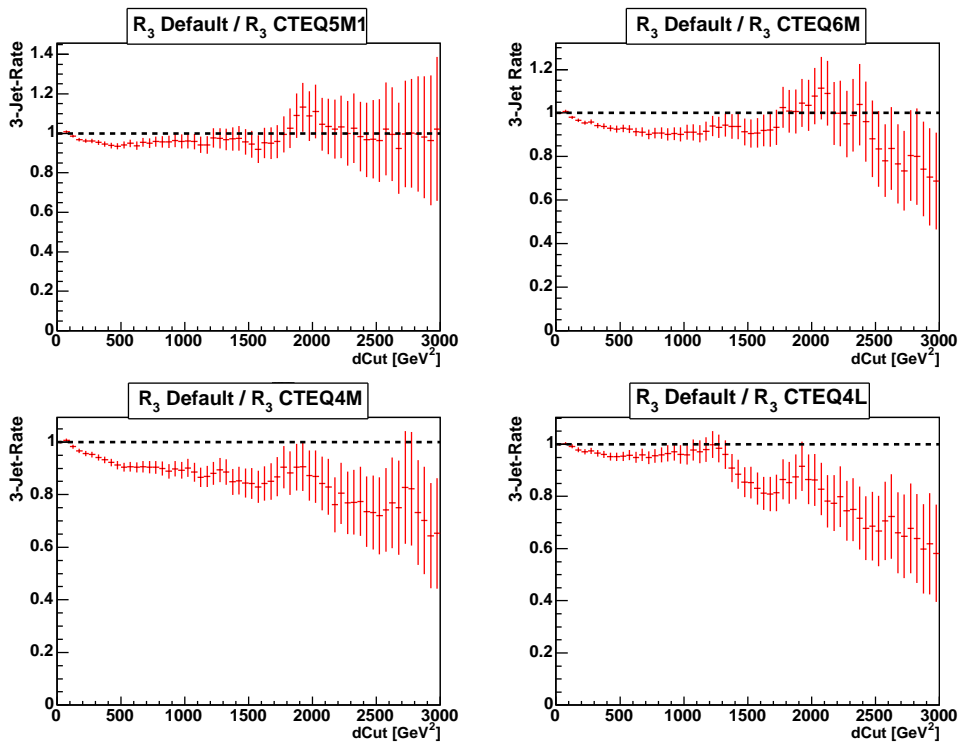 R3 Default / R3 CTEQ5M1
3-Jet-Rate
1.4
1.2
1
0.8
0.6
0.4
0.2
0
0 500 1000 1500 2000 2500 3000
dCut [GeV2]
R3 Default / R3 CTEQ6M
3-Jet Rate
1.2
1
0.8
0.6
0.4
0.2
0
0 500 1000 1500 2000 2500 3000
dCut [GeV2]
R3 Default / R3 CTEQ4M
3-Jet-Rate
1
0.8
0.6
0.4
0.2
0
0 500 1000 1500 2000 2500 3000
dCut [GeV2]
R3 Default / R3 CTEQ4L
3-Jet-Rate
1
0.8
0.6
0.4
0.2
0
0 500 1000 1500 2000 2500 3000
dCut [GeV2]